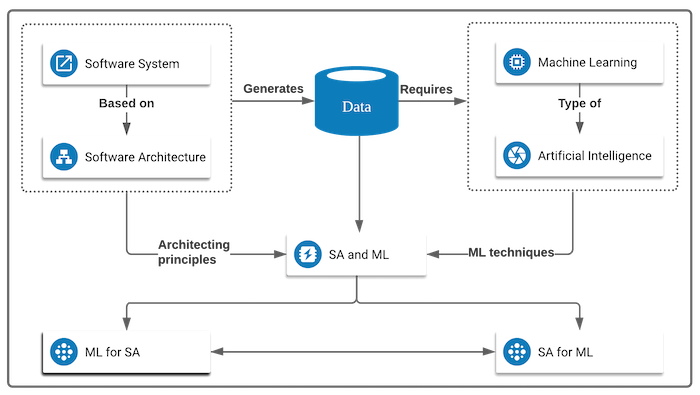 Software System
Based on
Software Architecture
Generates
Data
Requires
Machine Learning
Type of
Artificial Intelligence
Architecting
principles
SA and ML
ML techniques
ML for SA
SA for ML